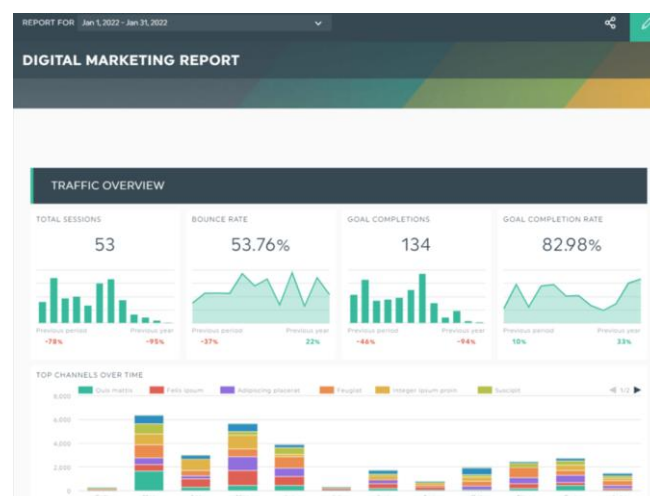 REPORT FOR Jan 1, 2022 - Jan 31, 2022
DIGITAL MARKETING REPORT
TRAFFIC OVERVIEW
TOTAL SESSIONS BOUNCE RATE GOAL COMPLETIONS GOAL COMPLETION RATE
53 53.76% 134 82.98%
Previous period Previous year Previous period Previous year Previous period Previous year Previous period Previous year
-78% -95% -37% 22% -46% -94% 10% 33%
TOP CHANNELS OVER TIME
Quio mattiv Felio ipsum Adipiscing placerat Feugiat Integer ipsum proin Suscipit 1/2
8,000
6,000
4,000
2,000
0